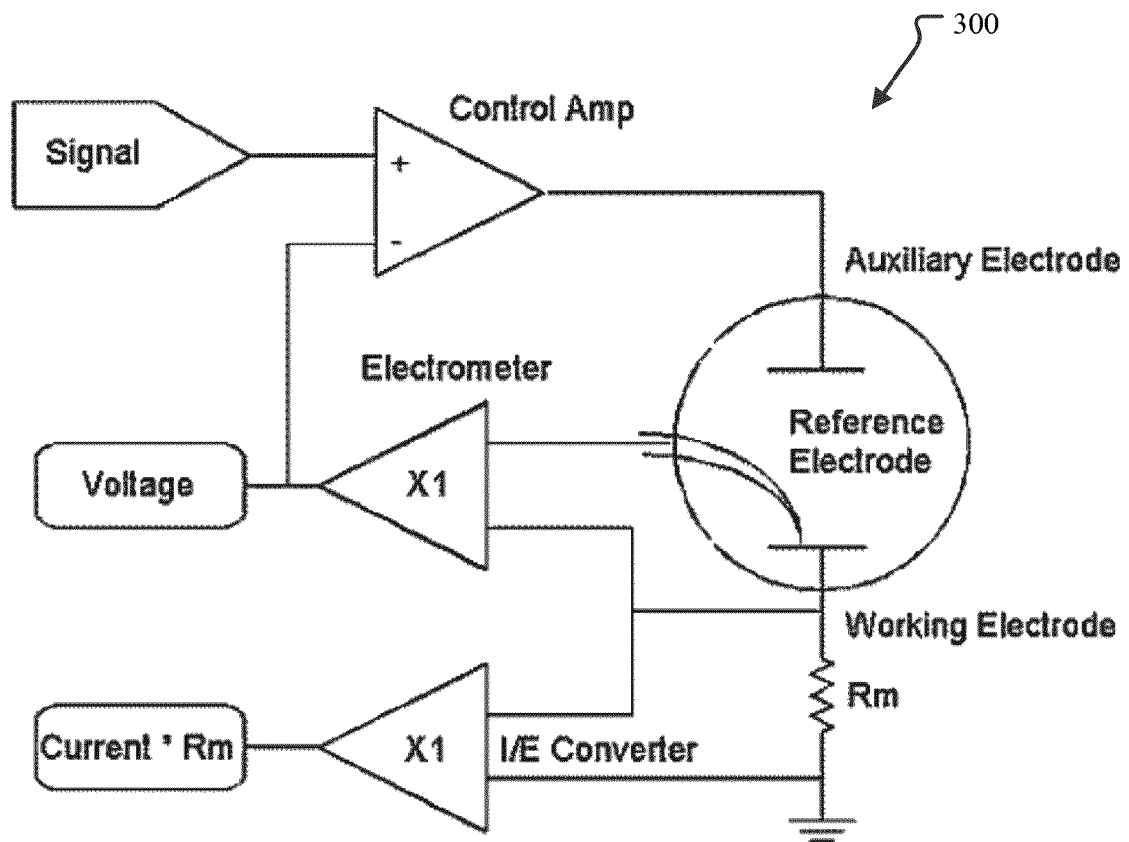 300
Control Amp
Signal
+
-
Auxiliary Electrode
Electrometer
Reference
Electrode
Voltage
X1
Working Electrode
Rm
Current * Rm
X1
I/E Converter